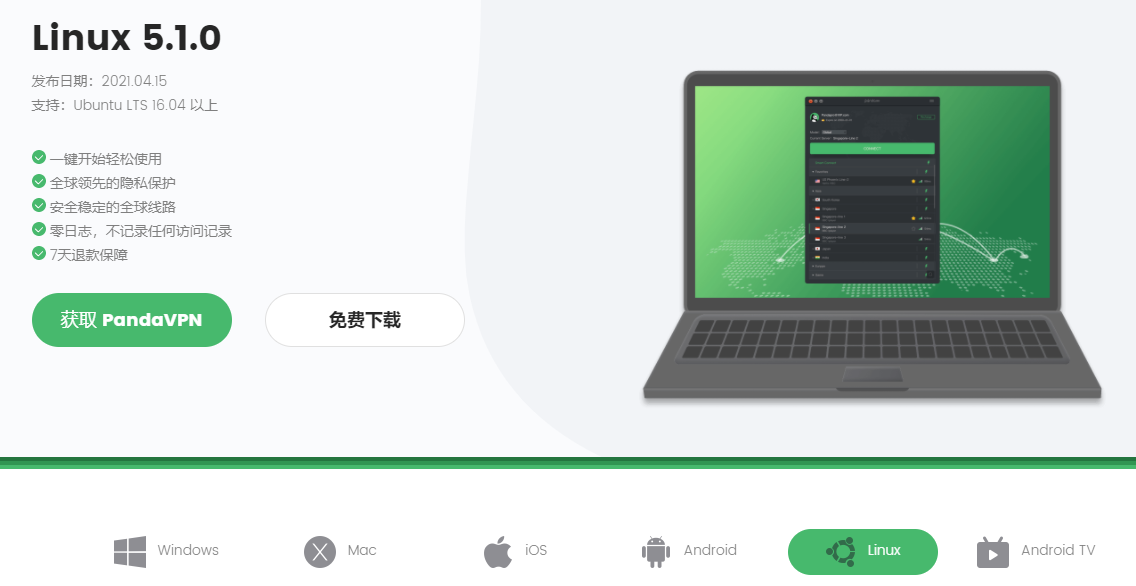 Linux 5.1.0
发布日期：2021.04.15
支持：Ubuntu LTS 16.04 以上
一键开始轻松使用
全球领先的隐私保护
安全稳定的全球线路
零日志，不记录任何访问记录
7天退款保障
获取 PandaVPN
免费下载
CONNECT
Windows
Mac
iOS
Android
Linux
Android TV